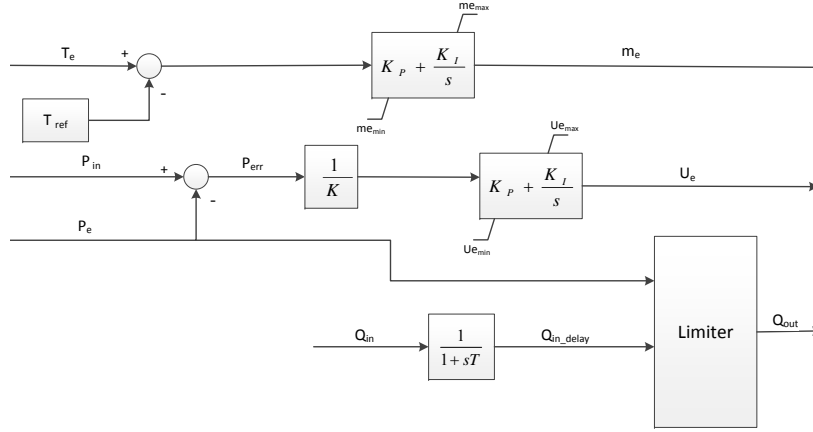 me_max
T_e
+
K_P + K_I/s
m_e
-
T_ref
me_min
Ue_max
P_in
+
P_err
1/K
K_P + K_I/s
U_e
-
P_e
Ue_min
Q_in
1/(1 + sT)
Q_in_delay
Limiter
Q_out